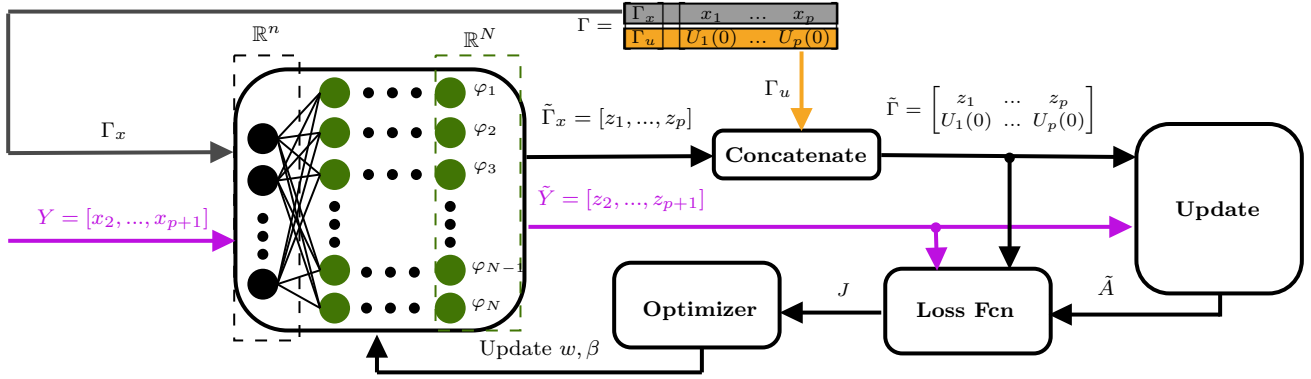 Γ = [Γ_x] [x_1 ... x_p]
[Γ_u] [U_1(0) ... U_p(0)]
ℝ^n
ℝ^N
Γ_x
Y = [x_2, ..., x_{p+1}]
φ_1
φ_2
φ_3
φ_{N−1}
φ_N
Γ̃_x = [z_1, ..., z_p]
Ỹ = [z_2, ..., z_{p+1}]
Γ_u
Concatenate
Γ̃ = [z_1 ... z_p
U_1(0) ... U_p(0)]
Update
Optimizer
J
Loss Fcn
Ã
Update w, β